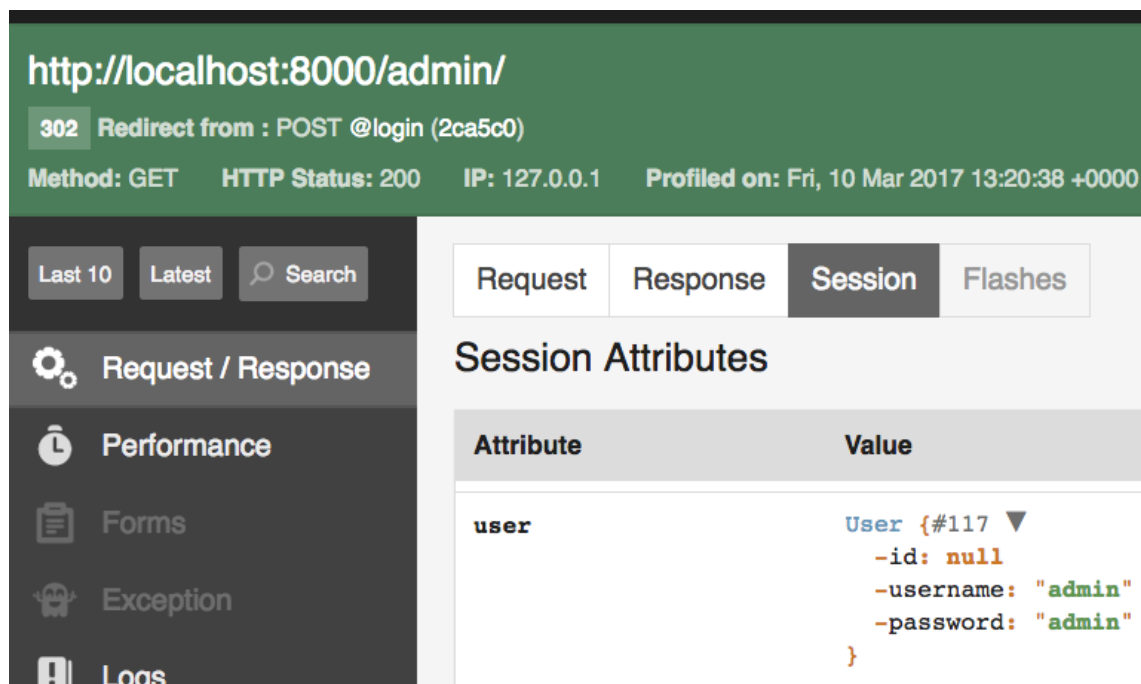 http://localhost:8000/admin/
302 Redirect from : POST @login (2ca5c0)
Method: GET HTTP Status: 200 IP: 127.0.0.1 Profiled on: Fri, 10 Mar 2017 13:20:38 +0000
Last 10 Latest Search
Request / Response
Performance
Forms
Exception
Logs
Request Response Session Flashes
Session Attributes
Attribute Value
user User {#117 ▼
-id: null
-username: "admin"
-password: "admin"
}